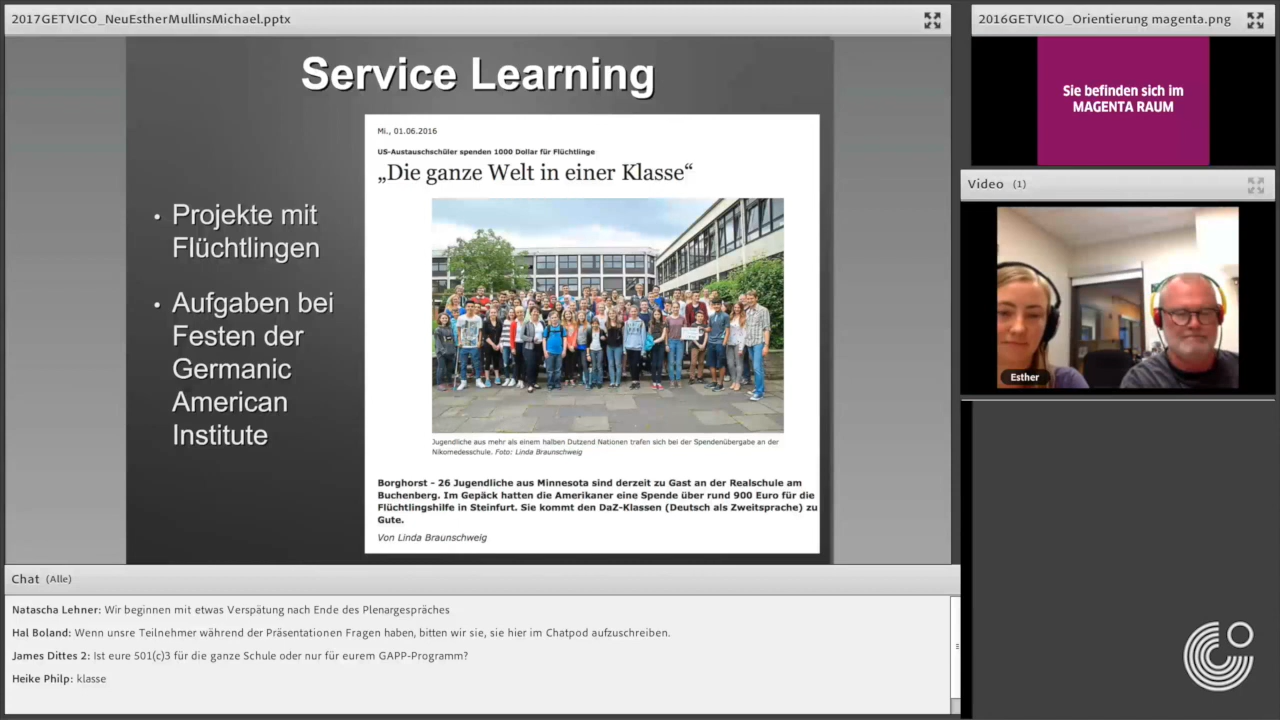 2017GETVICO_NeuEstherMullinsMichael.pptx
Service Learning
• Projekte mit
Flüchtlingen
• Aufgaben bei
Festen der
Germanic
American
Institute
Mi., 01.06.2016
US-Austauschschüler spenden 1000 Dollar für Flüchtlinge
„Die ganze Welt in einer Klasse“
Jugendliche aus mehr als einem halben Dutzend Nationen trafen sich bei der Spendenübergabe an der
Nikomedesschule. Foto: Linda Braunschweig
Borghorst - 26 Jugendliche aus Minnesota sind derzeit zu Gast an der Realschule am
Buchenberg. Im Gepäck hatten die Amerikaner eine Spende über rund 900 Euro für die
Flüchtlingshilfe in Steinfurt. Sie kommt den DaZ-Klassen (Deutsch als Zweitsprache) zu
Gute.
Von Linda Braunschweig
2016GETVICO_Orientierung magenta.png
Sie befinden sich im
MAGENTA RAUM
Video (1)
Esther
Chat (Alle)
Natascha Lehner: Wir beginnen mit etwas Verspätung nach Ende des Plenargespräches
Hal Boland: Wenn unsre Teilnehmer während der Präsentationen Fragen haben, bitten wir sie, sie hier im Chatpod aufzuschreiben.
James Dittes 2: Ist eure 501(c)3 für die ganze Schule oder nur für eurem GAPP-Programm?
Heike Philp: klasse